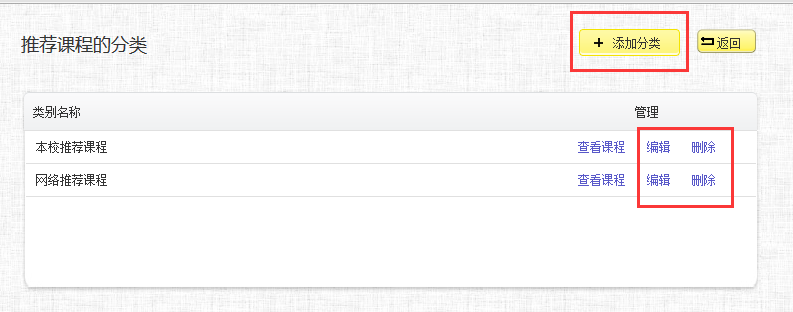 推荐课程的分类
添加分类
返回
类别名称 管理
本校推荐课程 查看课程 编辑 删除
网络推荐课程 查看课程 编辑 删除